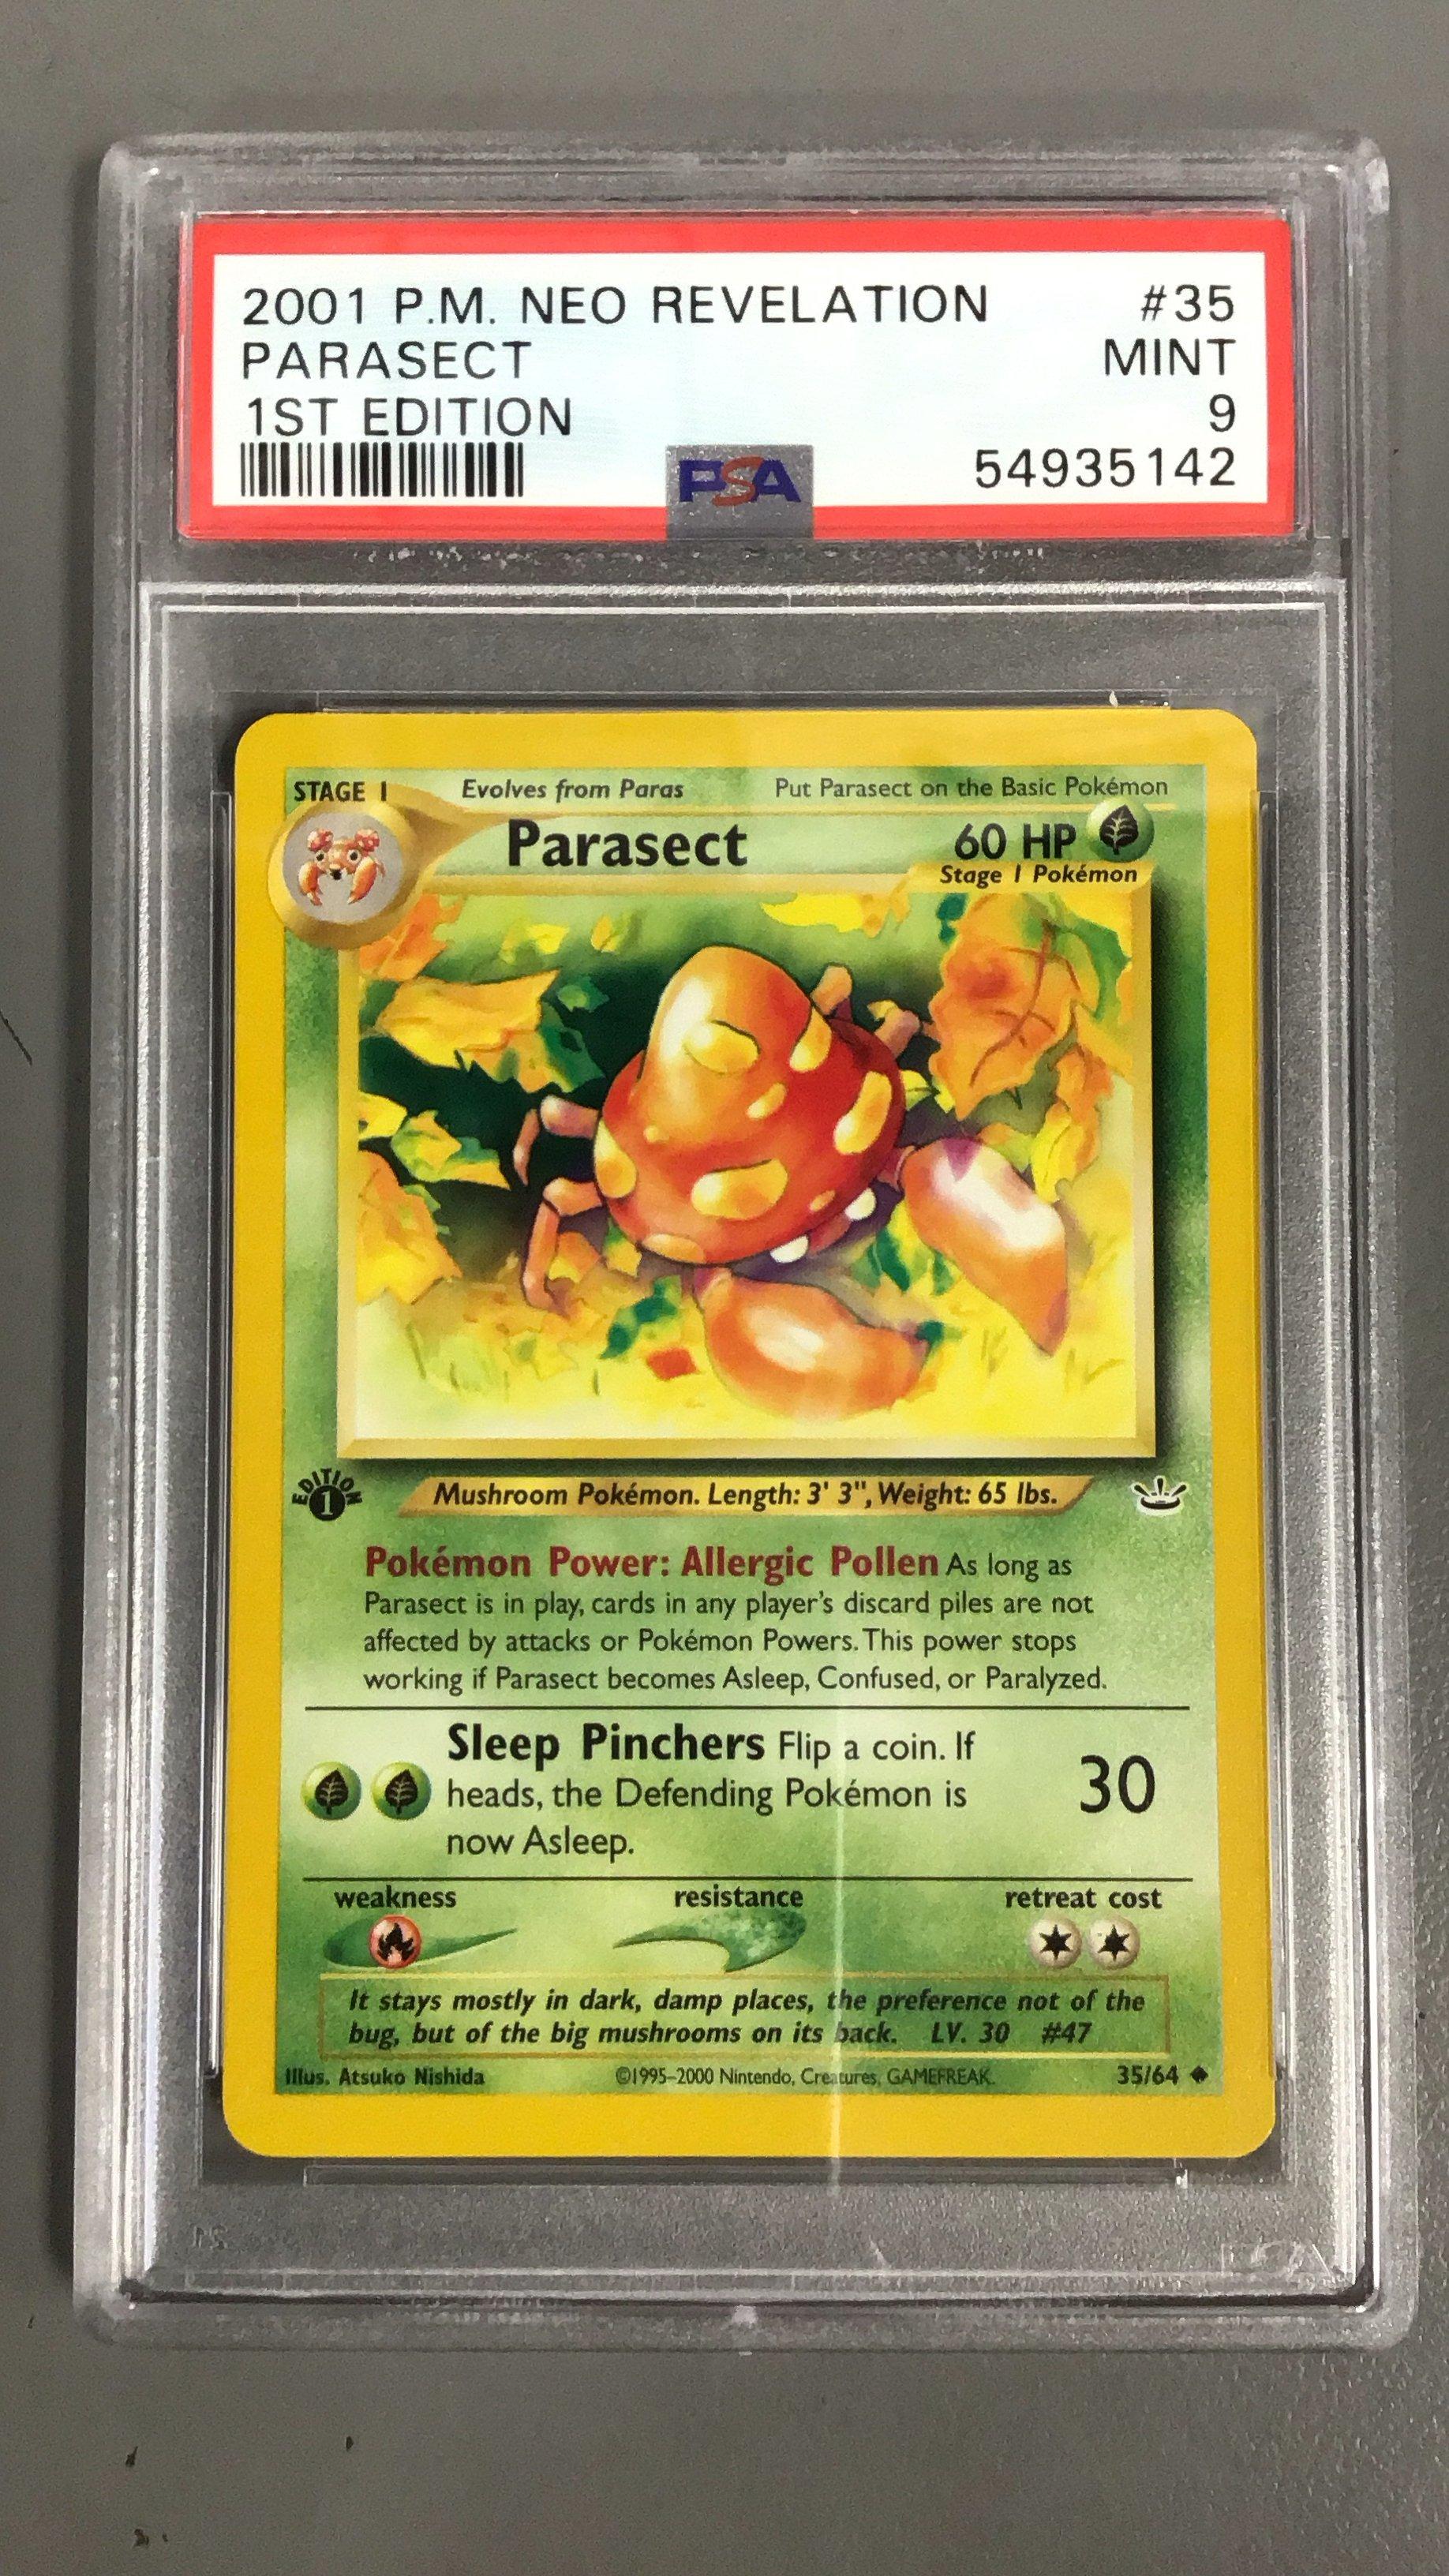 2001 P.M. NEO REVELATION #35
PARASECT MINT
1ST EDITION 9
PSA 54935142
STAGE 1 Evolves from Paras Put Parasect on the Basic Pokémon
Parasect 60 HP
Stage 1 Pokémon
EDITION
1
Mushroom Pokémon. Length: 3' 3", Weight: 65 lbs.
Pokémon Power: Allergic Pollen As long as
Parasect is in play, cards in any player's discard piles are not
affected by attacks or Pokémon Powers. This power stops
working if Parasect becomes Asleep, Confused, or Paralyzed.
Sleep Pinchers Flip a coin. If
heads, the Defending Pokémon is 30
now Asleep.
weakness resistance retreat cost
It stays mostly in dark, damp places, the preference not of the
bug, but of the big mushrooms on its back. LV. 30 #47
Illus. Atsuko Nishida ©1995–2000 Nintendo, Creatures, GAMEFREAK. 35/64